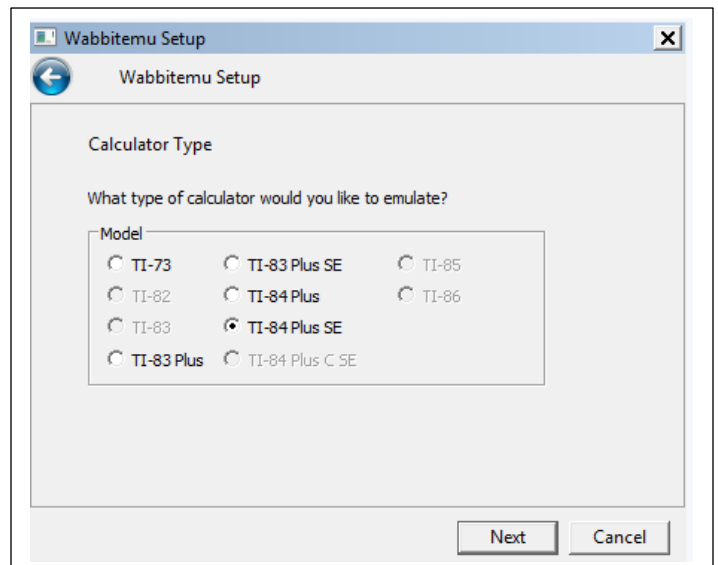 Wabbitemu Setup
Wabbitemu Setup
Calculator Type
What type of calculator would you like to emulate?
Model
TI-73 TI-83 Plus SE TI-85
TI-82 TI-84 Plus TI-86
TI-83 TI-84 Plus SE
TI-83 Plus TI-84 Plus C SE
Next Cancel